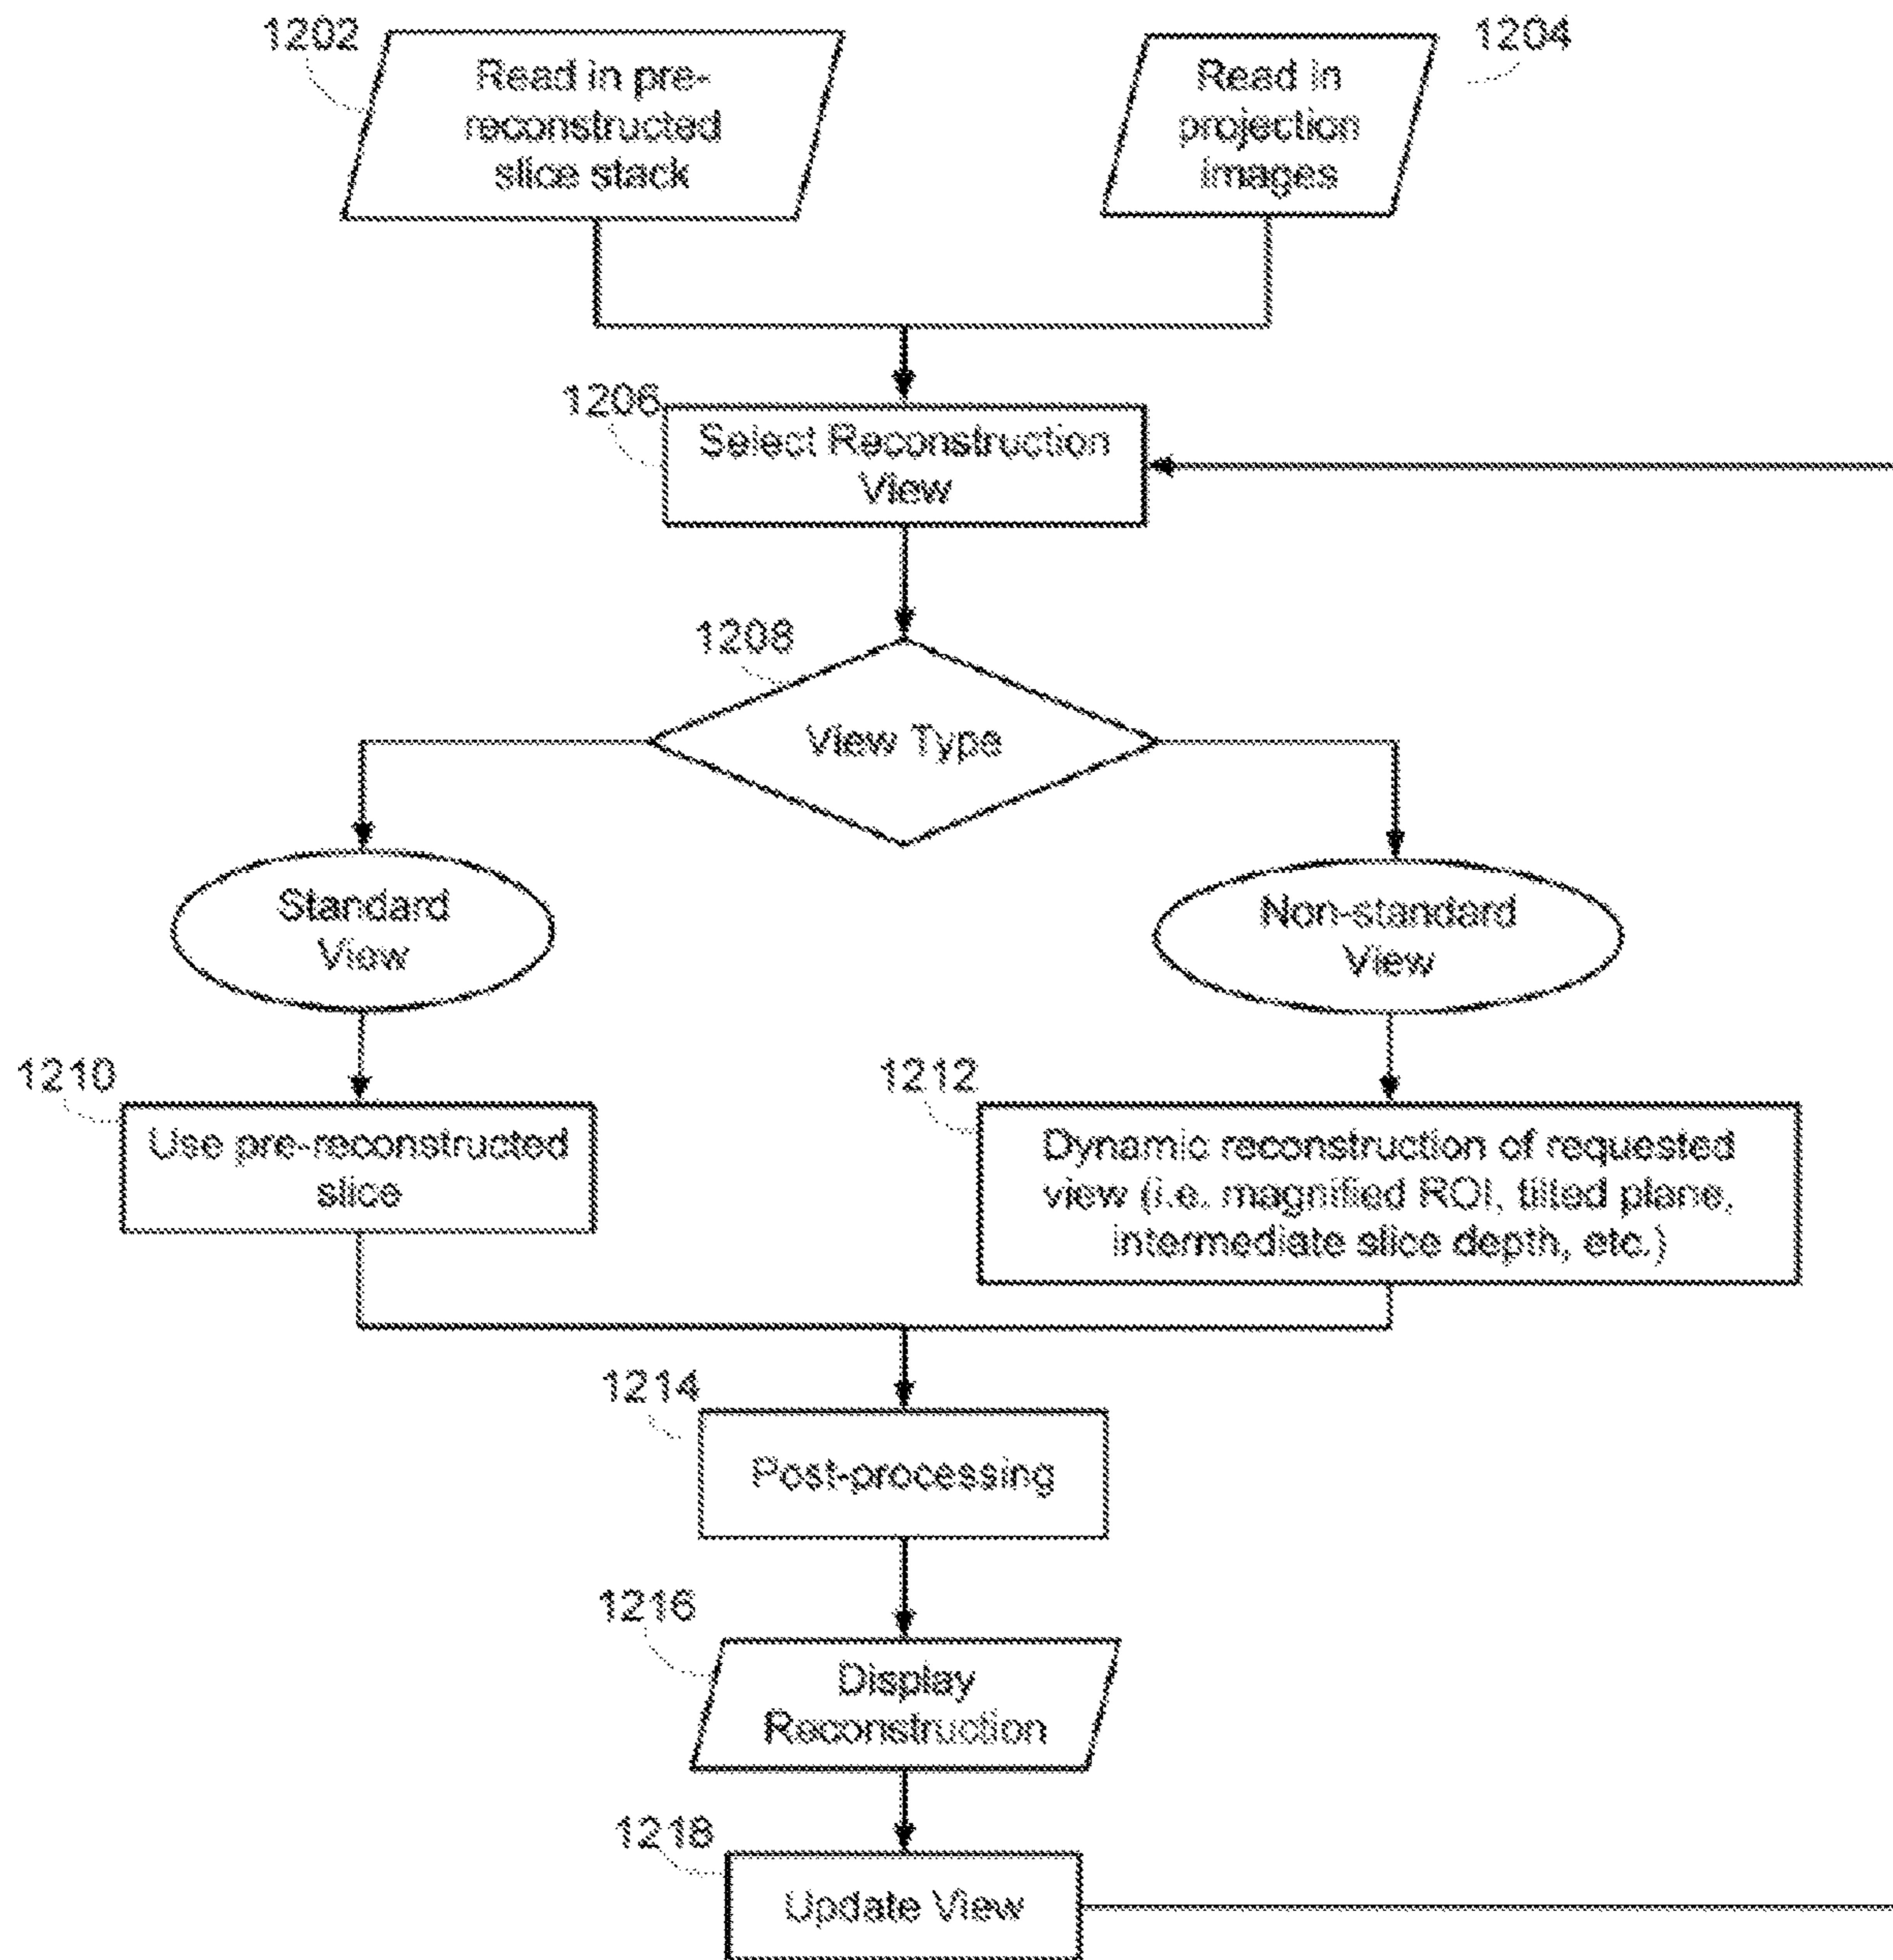 1202
Read in pre-
reconstructed
slice stack
1204
Read in
projection
images
1206
Select Reconstruction
View
1208
View Type
Standard
View
Non-standard
View
1210
Use pre-reconstructed
slice
1212
Dynamic reconstruction of requested
view (i.e. magnified ROI, tilted plane,
intermediate slice depth, etc.)
1214
Post-processing
1216
Display
Reconstruction
1218
Update View